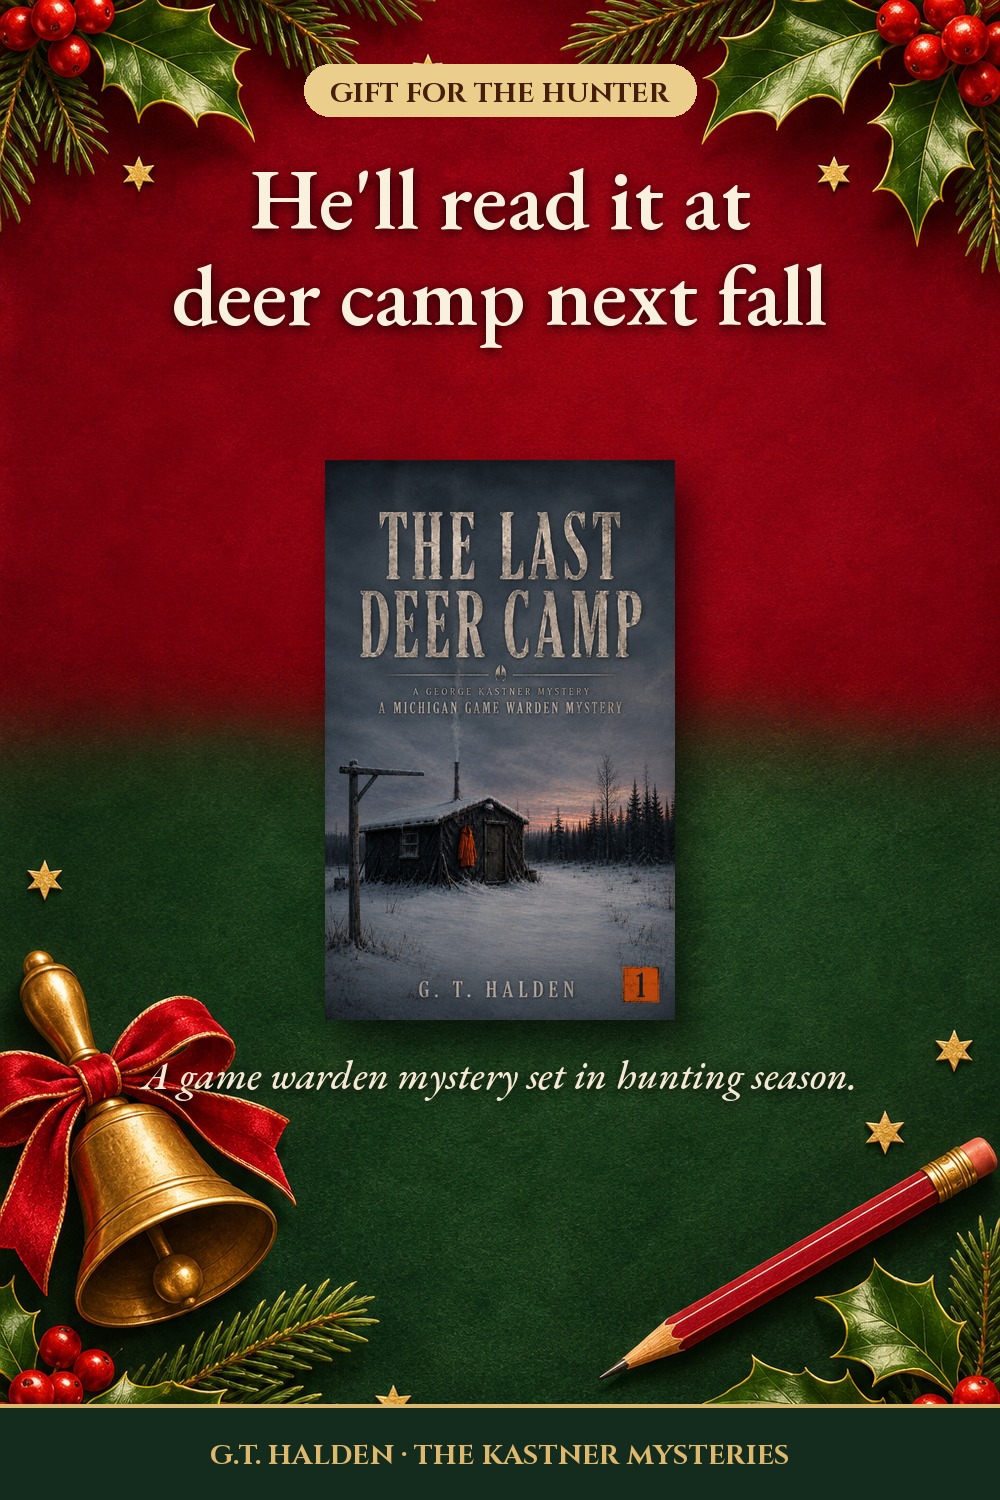 GIFT FOR THE HUNTER
He'll read it at
deer camp next fall
THE LAST
DEER CAMP
A GEORGE KASTNER MYSTERY
A MICHIGAN GAME WARDEN MYSTERY
G. T. HALDEN
1
A game warden mystery set in hunting season.
G.T. HALDEN · THE KASTNER MYSTERIES